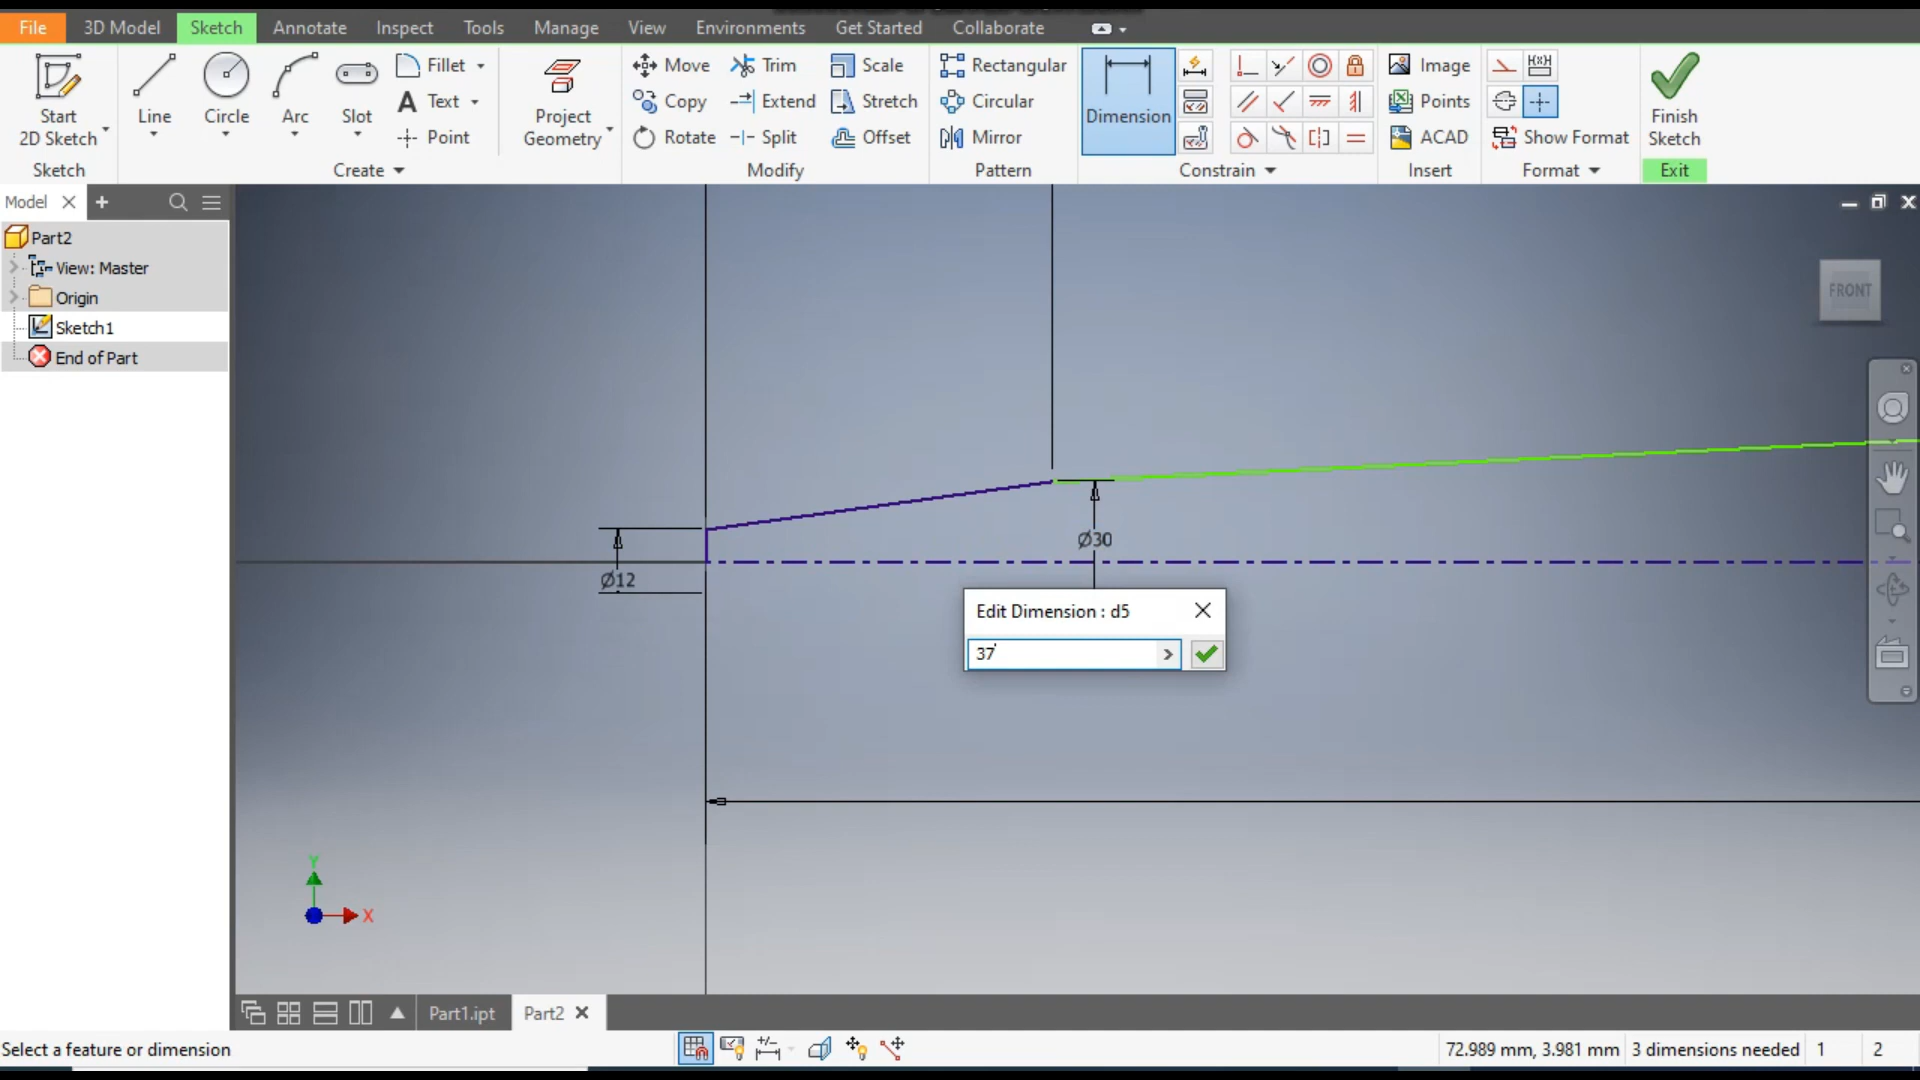 File 3D Model Sketch Annotate Inspect Tools Manage View Environments Get Started Collaborate
Start
2D Sketch
Line
Circle
Arc
Slot
Fillet
Text
Point
Project
Geometry
Move
Copy
Rotate
Trim
Extend
Split
Scale
Stretch
Offset
Rectangular
Circular
Mirror
Dimension
Image
Points
ACAD
Show Format
Finish
Sketch
Sketch Create Modify Pattern Constrain Insert Format Exit
Model
Part2
View: Master
Origin
Sketch1
End of Part
FRONT
Ø30
Ø12
Edit Dimension : d5
37
Y
X
Part1.ipt Part2
Select a feature or dimension
72.989 mm, 3.981 mm 3 dimensions needed 1 2